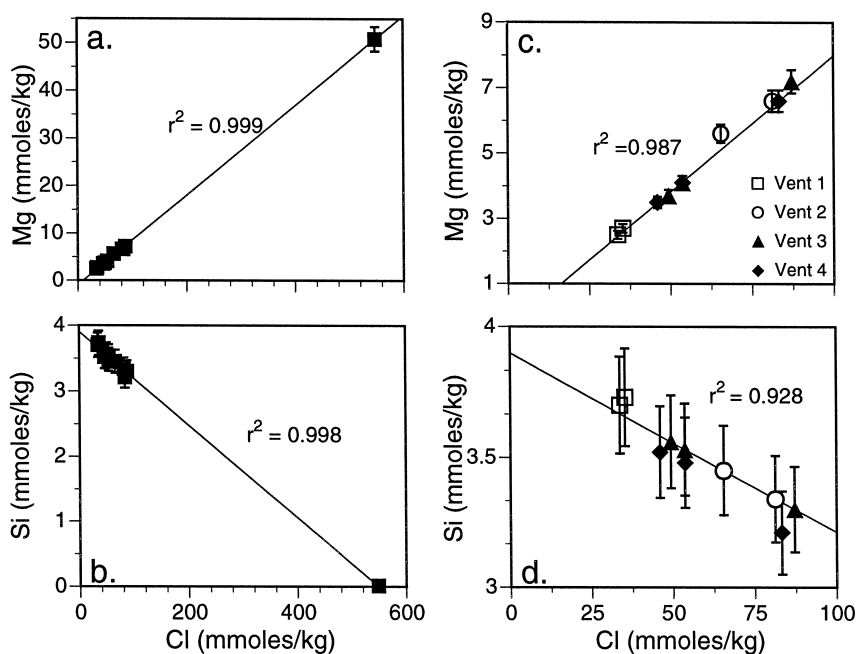 a.
Mg (mmoles/kg)
50
40
30
20
10
0
r² = 0.999
c.
Mg (mmoles/kg)
9
7
5
3
1
r² =0.987
Vent 1
Vent 2
Vent 3
Vent 4
b.
Si (mmoles/kg)
4
3
2
1
0
r² = 0.998
0
200
400
600
Cl (mmoles/kg)
d.
Si (mmoles/kg)
4
3.5
3
r² = 0.928
0
25
50
75
100
Cl (mmoles/kg)